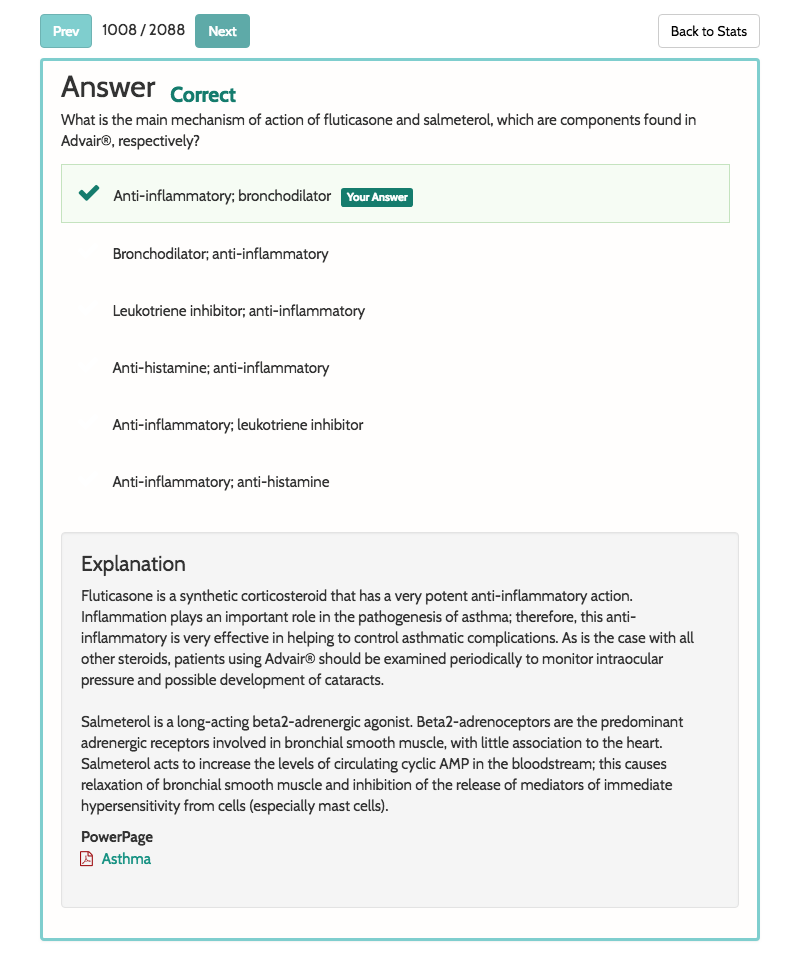 Prev 1008 / 2088 Next Back to Stats
Answer Correct
What is the main mechanism of action of fluticasone and salmeterol, which are components found in
Advair®, respectively?
Anti-inflammatory; bronchodilator Your Answer
Bronchodilator; anti-inflammatory
Leukotriene inhibitor; anti-inflammatory
Anti-histamine; anti-inflammatory
Anti-inflammatory; leukotriene inhibitor
Anti-inflammatory; anti-histamine
Explanation
Fluticasone is a synthetic corticosteroid that has a very potent anti-inflammatory action.
Inflammation plays an important role in the pathogenesis of asthma; therefore, this anti-
inflammatory is very effective in helping to control asthmatic complications. As is the case with all
other steroids, patients using Advair® should be examined periodically to monitor intraocular
pressure and possible development of cataracts.
Salmeterol is a long-acting beta2-adrenergic agonist. Beta2-adrenoceptors are the predominant
adrenergic receptors involved in bronchial smooth muscle, with little association to the heart.
Salmeterol acts to increase the levels of circulating cyclic AMP in the bloodstream; this causes
relaxation of bronchial smooth muscle and inhibition of the release of mediators of immediate
hypersensitivity from cells (especially mast cells).
PowerPage
Asthma